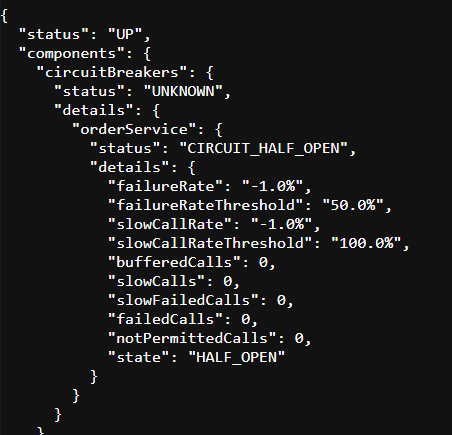 {
  "status": "UP",
  "components": {
    "circuitBreakers": {
      "status": "UNKNOWN",
      "details": {
        "orderService": {
          "status": "CIRCUIT_HALF_OPEN",
          "details": {
            "failureRate": "-1.0%",
            "failureRateThreshold": "50.0%",
            "slowCallRate": "-1.0%",
            "slowCallRateThreshold": "100.0%",
            "bufferedCalls": 0,
            "slowCalls": 0,
            "slowFailedCalls": 0,
            "failedCalls": 0,
            "notPermittedCalls": 0,
            "state": "HALF_OPEN"
          }
        }
      }
    }